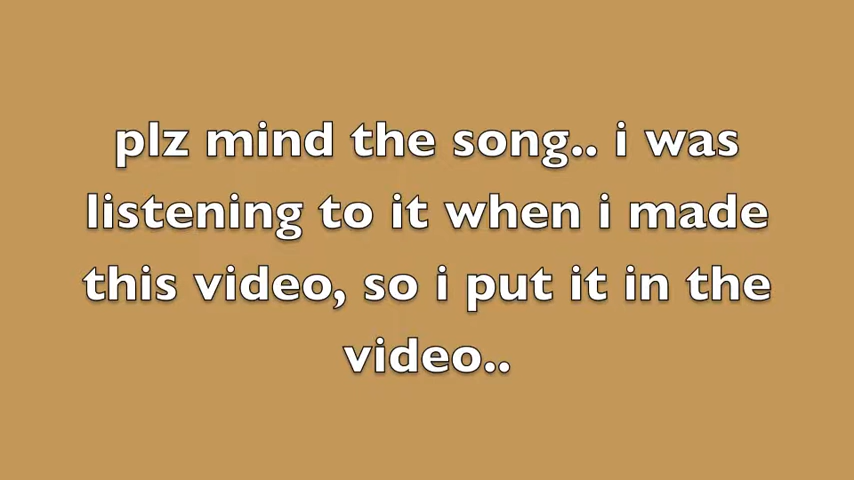 plz mind the song.. i was
listening to it when i made
this video, so i put it in the
video..